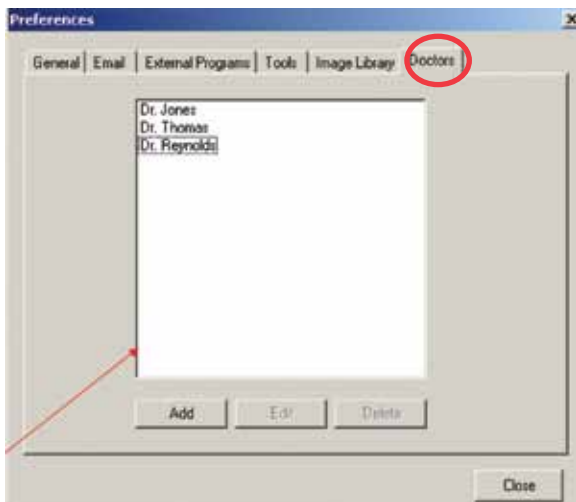 Preferences
General Email External Programs Tools Image Library Doctors
Dr. Jones
Dr. Thomas
Dr. Reynolds
Add Edit Delete
Close